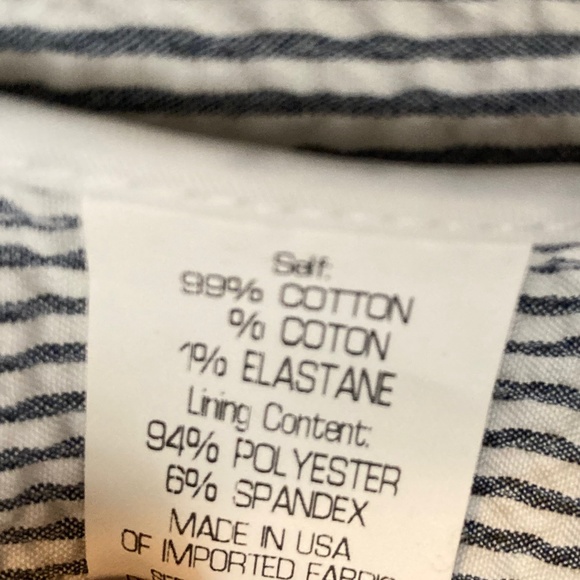 Self:
99% COTTON
% COTON
1% ELASTANE
Lining Content:
94% POLYESTER
6% SPANDEX
MADE IN USA
OF IMPORTED FABRIC